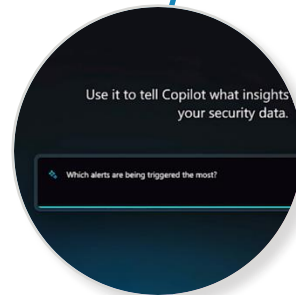 Use it to tell Copilot what insights
your security data.
Which alerts are being triggered the most?